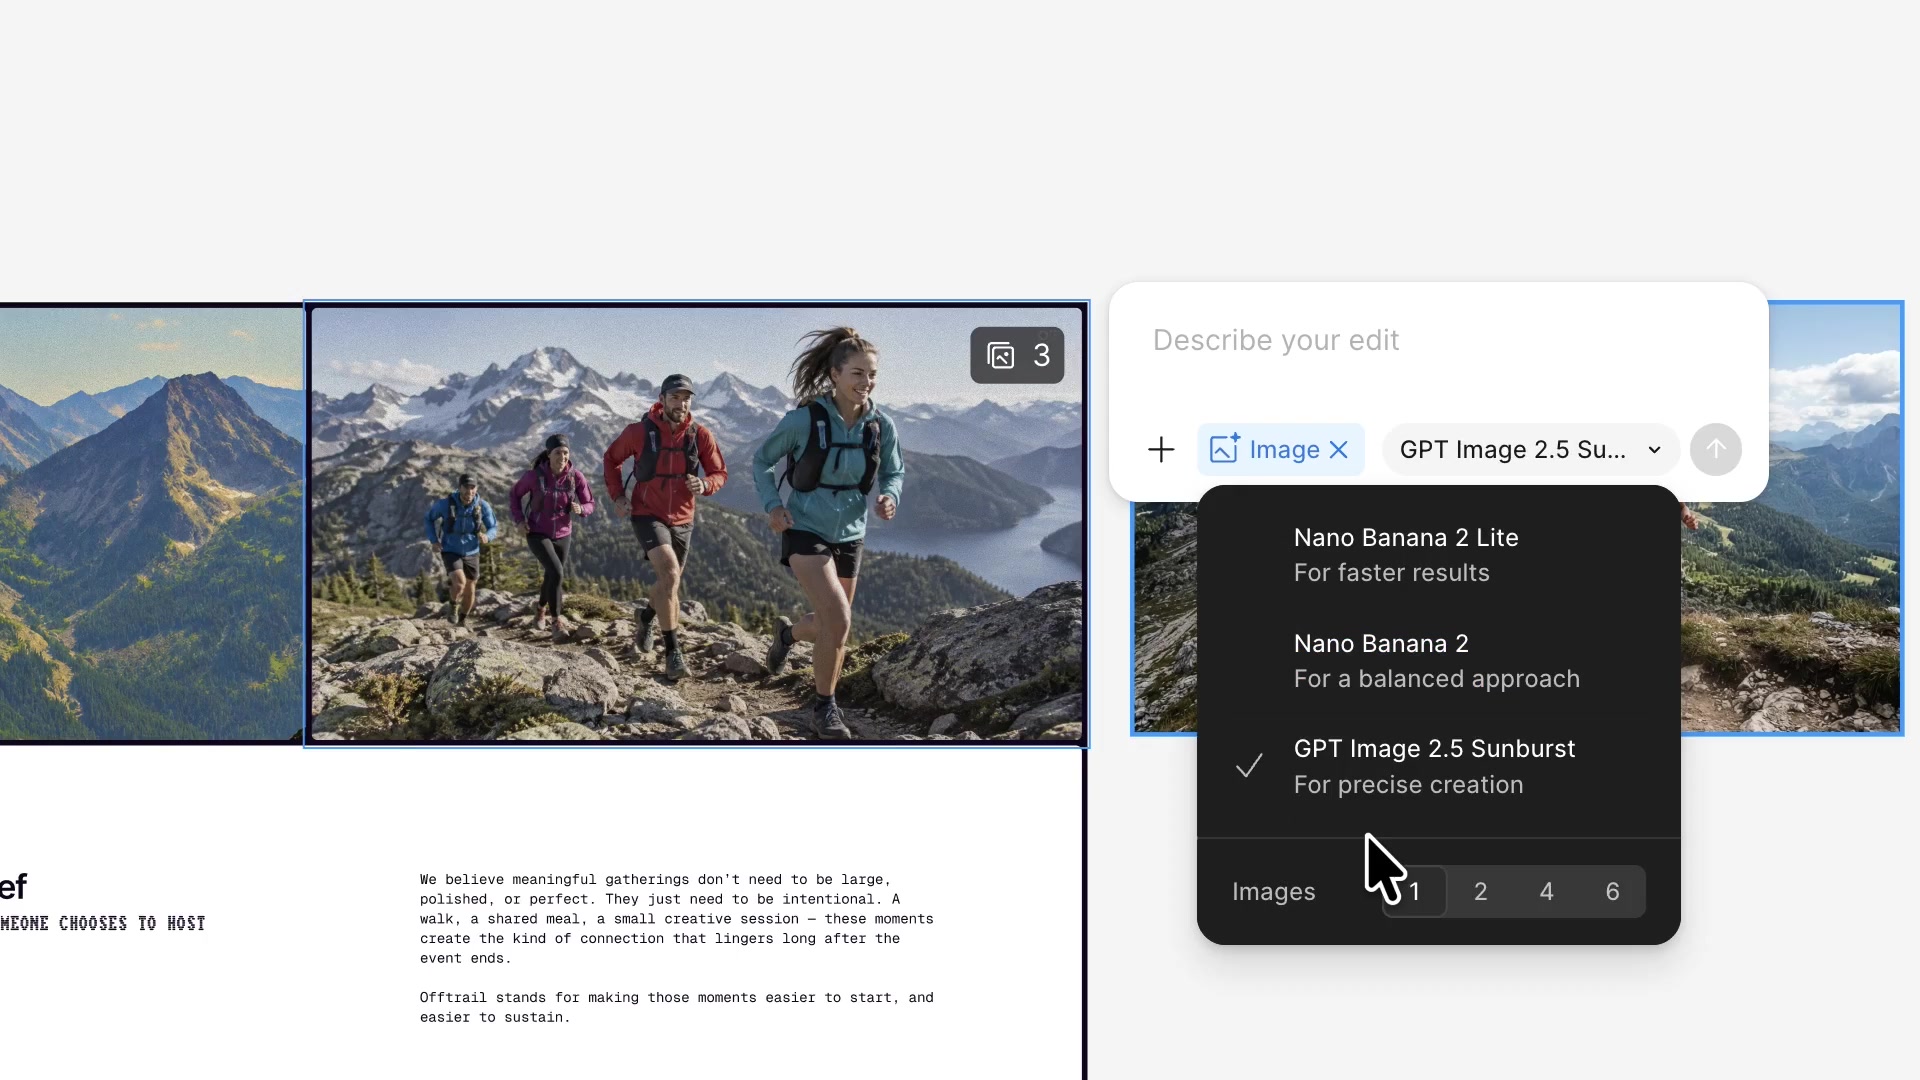 3
Describe your edit
Image
GPT Image 2.5 Su...
Nano Banana 2 Lite
For faster results
Nano Banana 2
For a balanced approach
GPT Image 2.5 Sunburst
For precise creation
Images 1 2 4 6
ef
MEONE CHOOSES TO HOST
We believe meaningful gatherings don’t need to be large,
polished, or perfect. They just need to be intentional. A
walk, a shared meal, a small creative session — these moments
create the kind of connection that lingers long after the
event ends.
Offtrail stands for making those moments easier to start, and
easier to sustain.